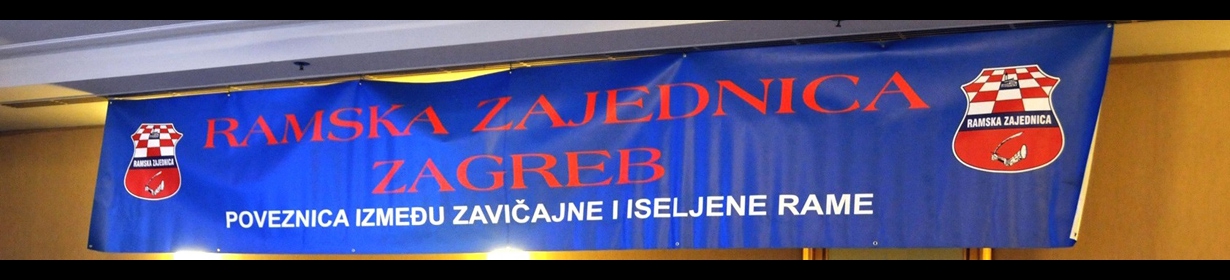 RAMSKA ZAJEDNICA
ZAGREB
POVEZNICA IZMEĐU ZAVIČAJNE I ISELJENE RAME
RAMSKA ZAJEDNICA
RAMSKA ZAJEDNICA